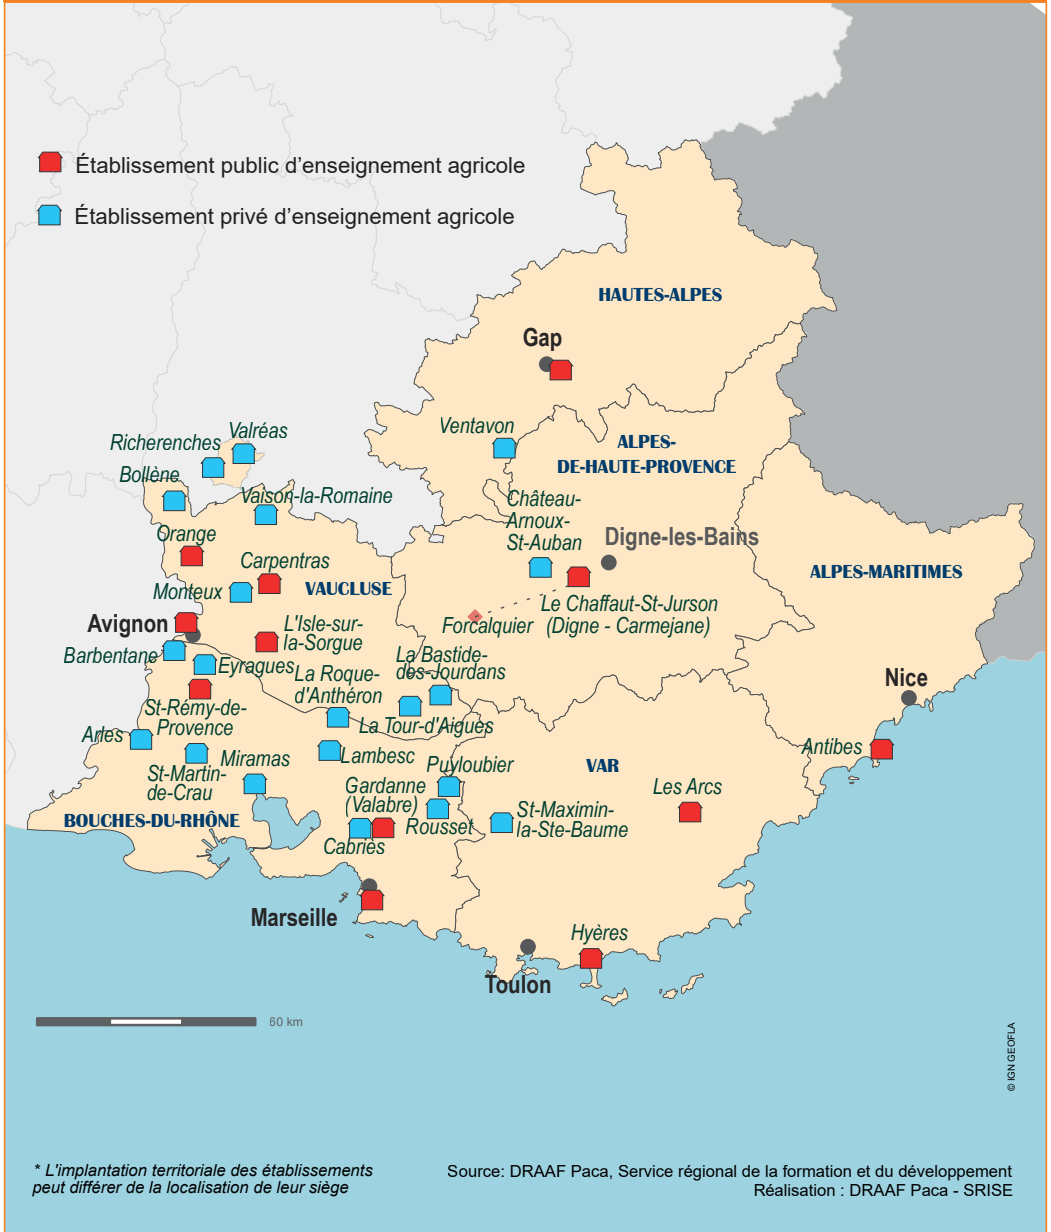 Établissement public d'enseignement agricole
Établissement privé d'enseignement agricole
HAUTES-ALPES
Gap
Ventavon
ALPES-
DE-HAUTE-PROVENCE
Richerenches
Valréas
Bollène
Vaison-la-Romaine
Château-
Arnoux-
St-Auban
Orange
Digne-les-Bains
Carpentras
ALPES-MARITIMES
Monteux
VAUCLUSE
Le Chaffaut-St-Jurson
(Digne - Carmejane)
Forcalquier
Avignon
L'Isle-sur-
la-Sorgue
Barbentane
Eyragues
La Bastide-
des-Jourdans
La Roque-
d'Anthéron
Nice
St-Rémy-de-
Provence
La Tour-d'Aigues
Arles
Antibes
Lambesc
Miramas
Puyloubier
VAR
St-Martin-
de-Crau
Gardanne
(Valabre)
Les Arcs
St-Maximin-
la-Ste-Baume
BOUCHES-DU-RHÔNE
Rousset
Cabriès
Marseille
Hyères
Toulon
60 km
© IGN GEOFLA
* L'implantation territoriale des établissements
peut différer de la localisation de leur siège
Source: DRAAF Paca, Service régional de la formation et du développement
Réalisation : DRAAF Paca - SRISE